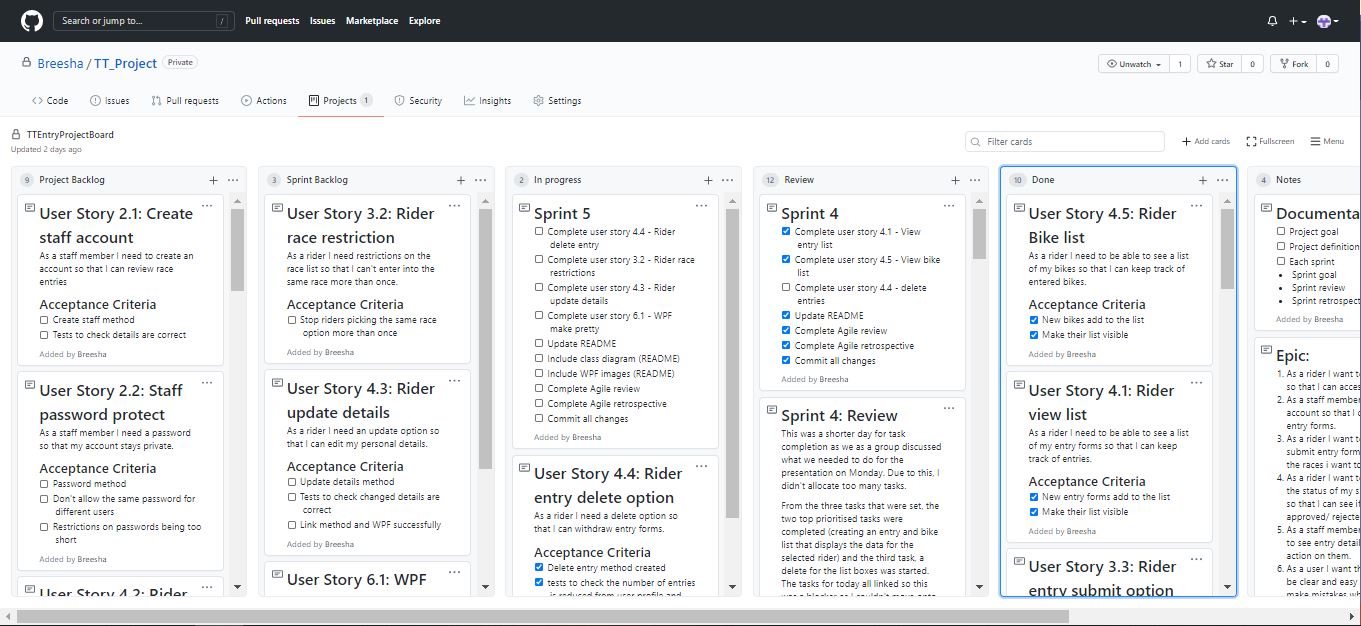 Search or jump to...
/
Pull requests
Issues
Marketplace
Explore
Breesha / TT_Project
Private
Unwatch
1
Star
0
Fork
0
Code
Issues
Pull requests
Actions
Projects 1
Security
Insights
Settings
TTEntryProjectBoard
Updated 2 days ago
Filter cards
Add cards
Fullscreen
Menu
9 Project Backlog
User Story 2.1: Create
staff account
As a staff member I need to create an
account so that I can review race
entries
Acceptance Criteria
Create staff method
Tests to check details are correct
Added by Breesha
User Story 2.2: Staff
password protect
As a staff member I need a password
so that my account stays private.
Acceptance Criteria
Password method
Don't allow the same password for
different users
Restrictions on passwords being too
short
Added by Breesha
User Story 4.2: Rider
3 Sprint Backlog
User Story 3.2: Rider
race restriction
As a rider I need restrictions on the
race list so that I can't enter into the
same race more than once.
Acceptance Criteria
Stop riders picking the same race
option more than once
Added by Breesha
User Story 4.3: Rider
update details
As a rider I need an update option so
that I can edit my personal details.
Acceptance Criteria
Update details method
Tests to check changed details are
correct
Link method and WPF successfully
Added by Breesha
User Story 6.1: WPF
2 In progress
Sprint 5
Complete user story 4.4 - Rider
delete entry
Complete user story 3.2 - Rider race
restrictions
Complete user story 4.3 - Rider
update details
Complete user story 6.1 - WPF
make pretty
Update README
Include class diagram (README)
Include WPF images (README)
Complete Agile review
Complete Agile retrospective
Commit all changes
Added by Breesha
User Story 4.4: Rider
entry delete option
As a rider I need a delete option so
that I can withdraw entry forms.
Acceptance Criteria
Delete entry method created
tests to check the number of entries
is reduced from user profile and
12 Review
Sprint 4
Complete user story 4.1 - View
entry list
Complete user story 4.5 - View bike
list
Complete user story 4.4 - delete
entries
Update README
Complete Agile review
Complete Agile retrospective
Commit all changes
Added by Breesha
Sprint 4: Review
This was a shorter day for task
completion as we as a group discussed
what we needed to do for the
presentation on Monday. Due to this, I
didn't allocate too many tasks.
From the three tasks that were set, the
two top prioritised tasks were
completed (creating an entry and bike
list that displays the data for the
selected rider) and the third task, a
delete for the list boxes was started.
The tasks for today all linked so this
10 Done
User Story 4.5: Rider
Bike list
As a rider I need to be able to see a list
of my bikes so that I can keep track of
entered bikes.
Acceptance Criteria
New bikes add to the list
Make their list visible
Added by Breesha
User Story 4.1: Rider
view list
As a rider I need to be able to see a list
of my entry forms so that I can keep
track of entries.
Acceptance Criteria
New entry forms add to the list
Make their list visible
Added by Breesha
User Story 3.3: Rider
entry submit option
4 Notes
Documenta
Project goal
Project definition
Each sprint
Sprint goal
Sprint review
Sprint retrospect
Added by Breesha
Epic:
1. As a rider I want t
so that I can acces
2. As a staff member
account so that I c
entry forms.
3. As a rider I want t
submit entry form
the races i want to
4. As a rider I want t
the status of my s
so that I can see if
approved/ rejecte
5. As a staff member
to see entry detail
action on them.
6. As a user I want th
be clear and easy
make mistakes wh